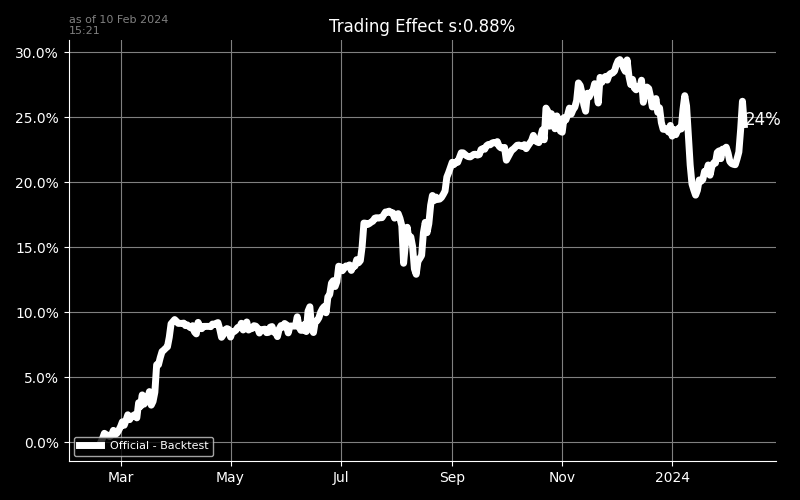 as of 10 Feb 2024
15:21
Trading Effect s:0.88%
30.0%
25.0%
24%
20.0%
15.0%
10.0%
5.0%
0.0%
Official - Backtest
Mar
May
Jul
Sep
Nov
2024